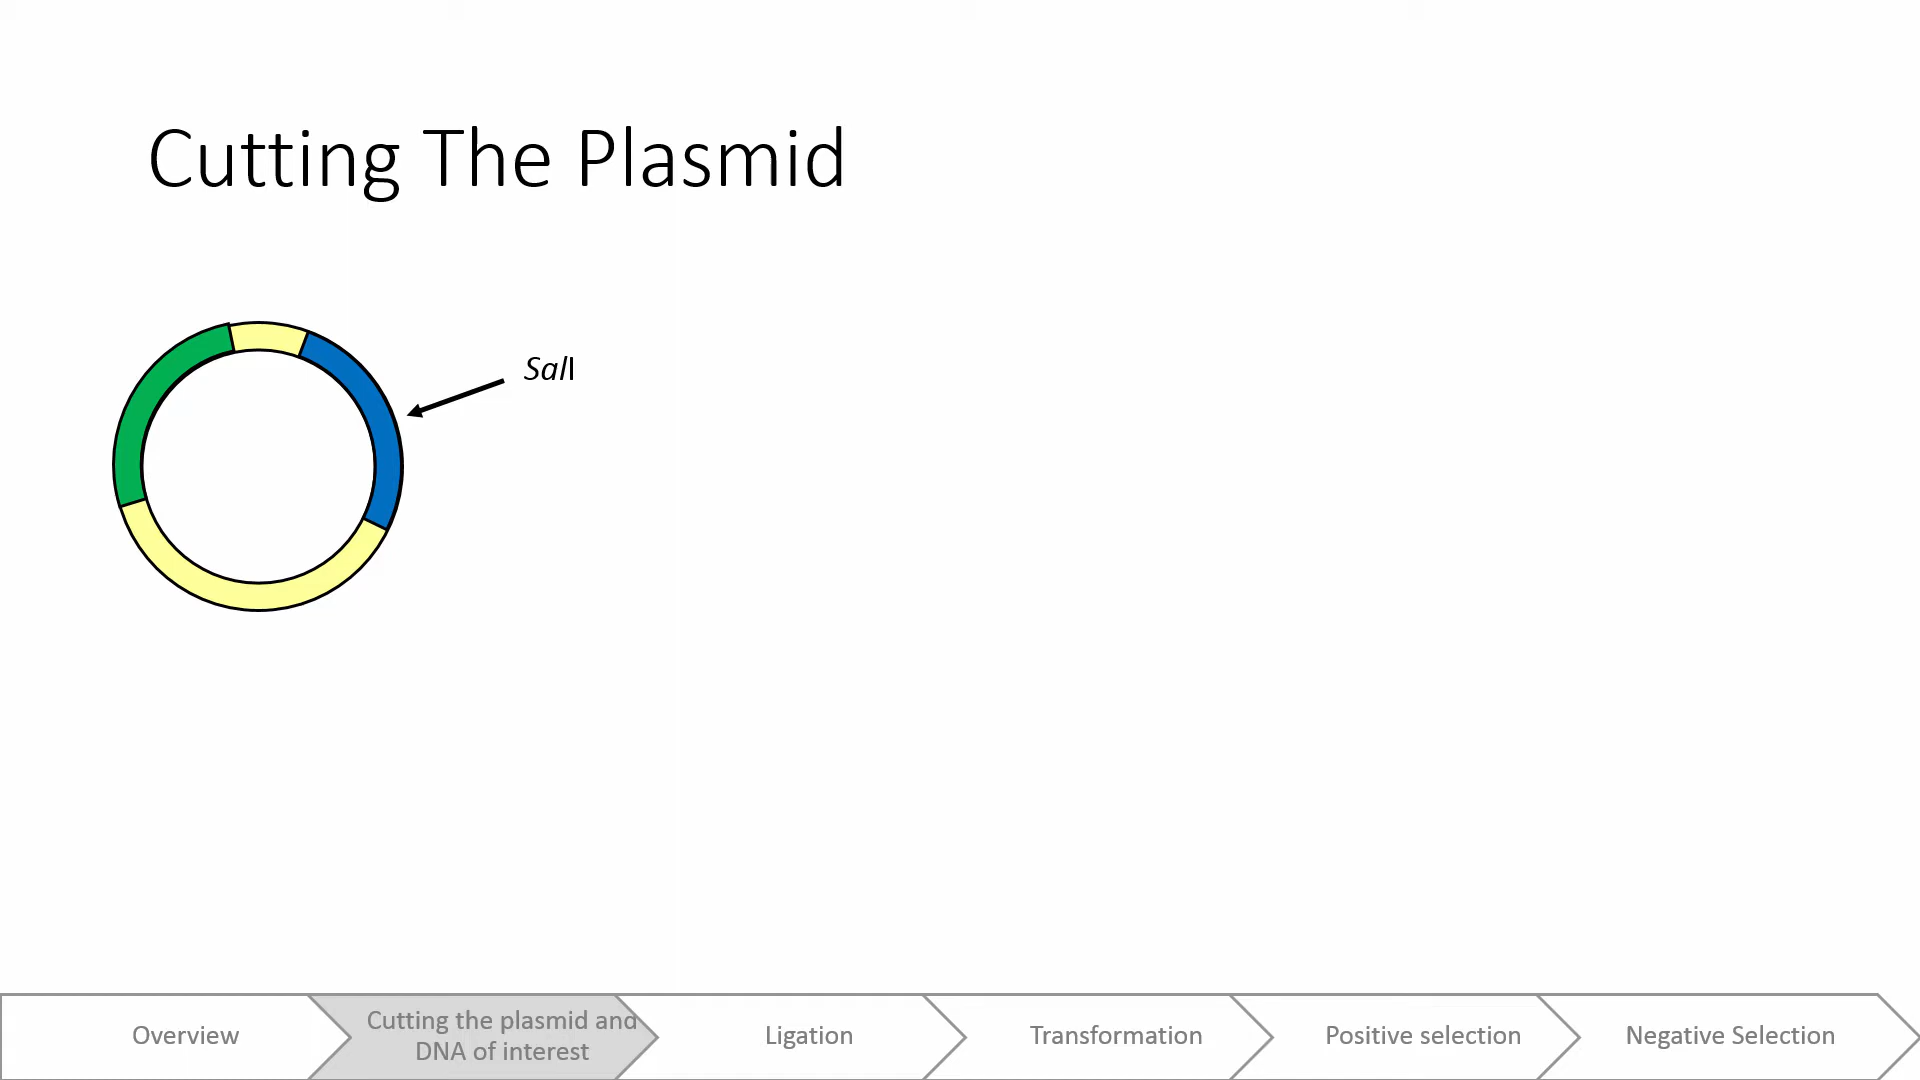 Cutting The Plasmid
SalI
Overview
Cutting the plasmid and
DNA of interest
Ligation
Transformation
Positive selection
Negative Selection